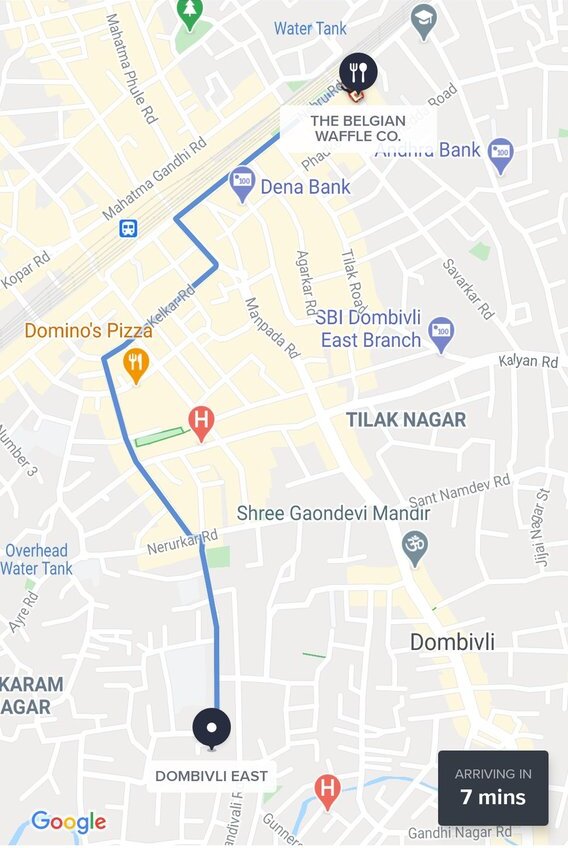 Water Tank
Mahatma Phule Rd
THE BELGIAN
WAFFLE CO.
Andhra Bank
Dena Bank
Mahatma Gandhi Rd
Kopar Rd
Agarkar Rd
Tilak Road
Savarkar Rd
Kelkar Rd
Manpada Rd
SBI Dombivli
East Branch
Domino's Pizza
Kalyan Rd
TILAK NAGAR
Number 3
Sant Namdev Rd
Jijai Nagar St
Shree Gaondevi Mandir
Nerurkar Rd
Overhead
Water Tank
Ayre Rd
Dombivli
KARAM
AGAR
DOMBIVLI EAST
ARRIVING IN
7 mins
Google
Gandhi Nagar Rd